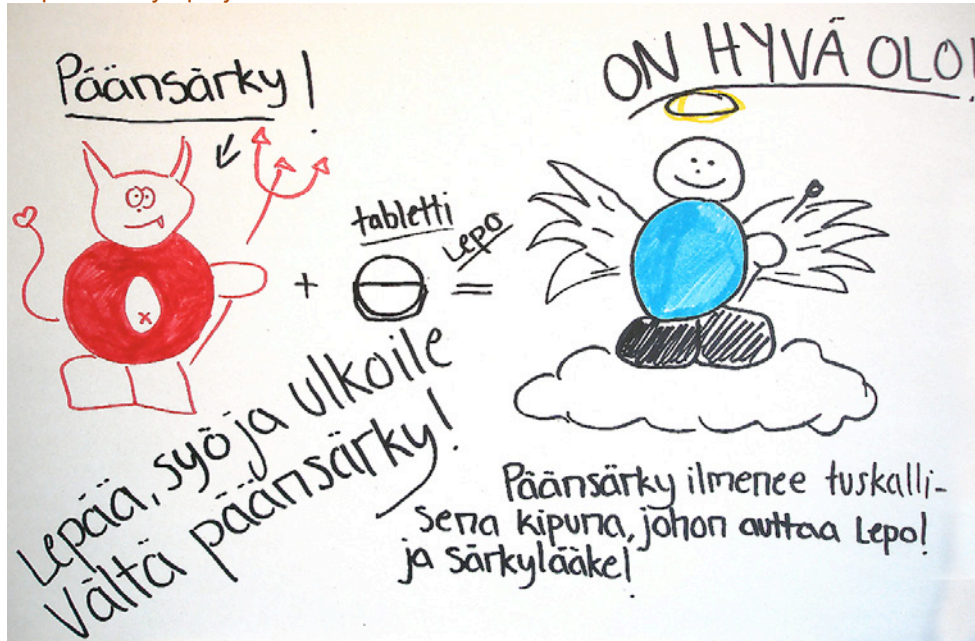 Päänsärky!
ON HYVÄ OLO!
tabletti
Lepo
+ =
Lepää, syö ja ulkoile
Vältä päänsärky!
Päänsärky ilmenee tuskalli-
sena kipuna, johon auttaa Lepo!
ja särkylääke!